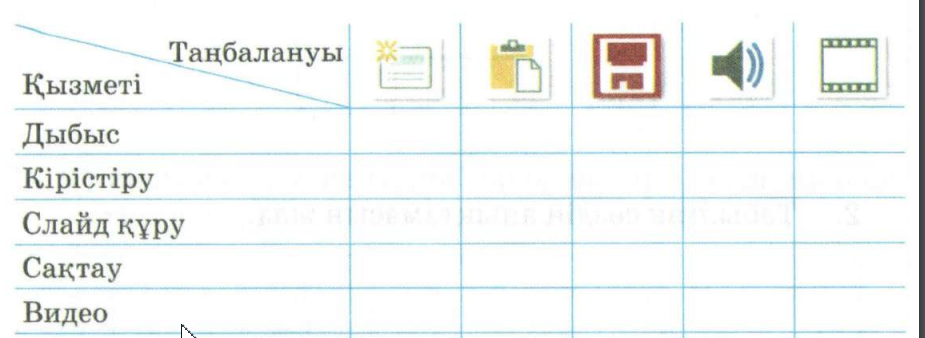 Таңбалануы
Қызметі
Дыбыс
Кірістіру
Слайд құру
Сақтау
Видео